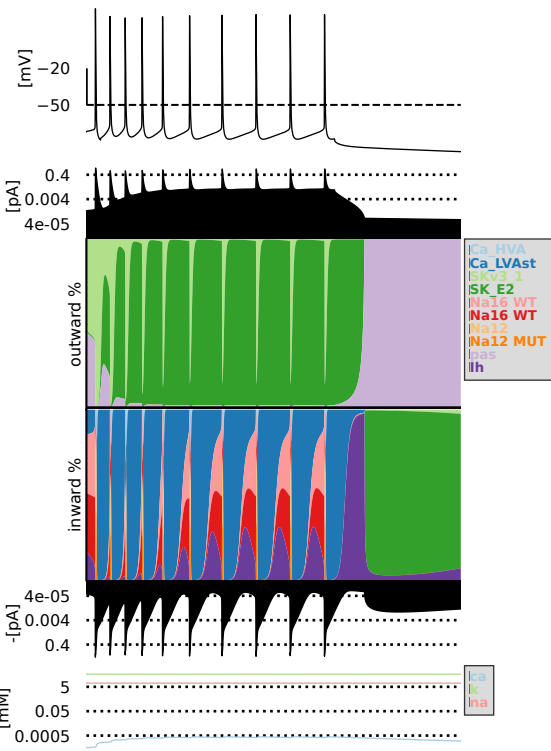 [mV]
−20
−50
[pA]
0.4
0.004
4e-05
outward %
Ca_HVA
Ca_LVAst
SKv3_1
SK_E2
Na16 WT
Na16 WT
Na12
Na12 MUT
pas
Ih
inward %
-[pA]
4e-05
0.004
0.4
[mM]
5
0.05
0.0005
ca
k
na